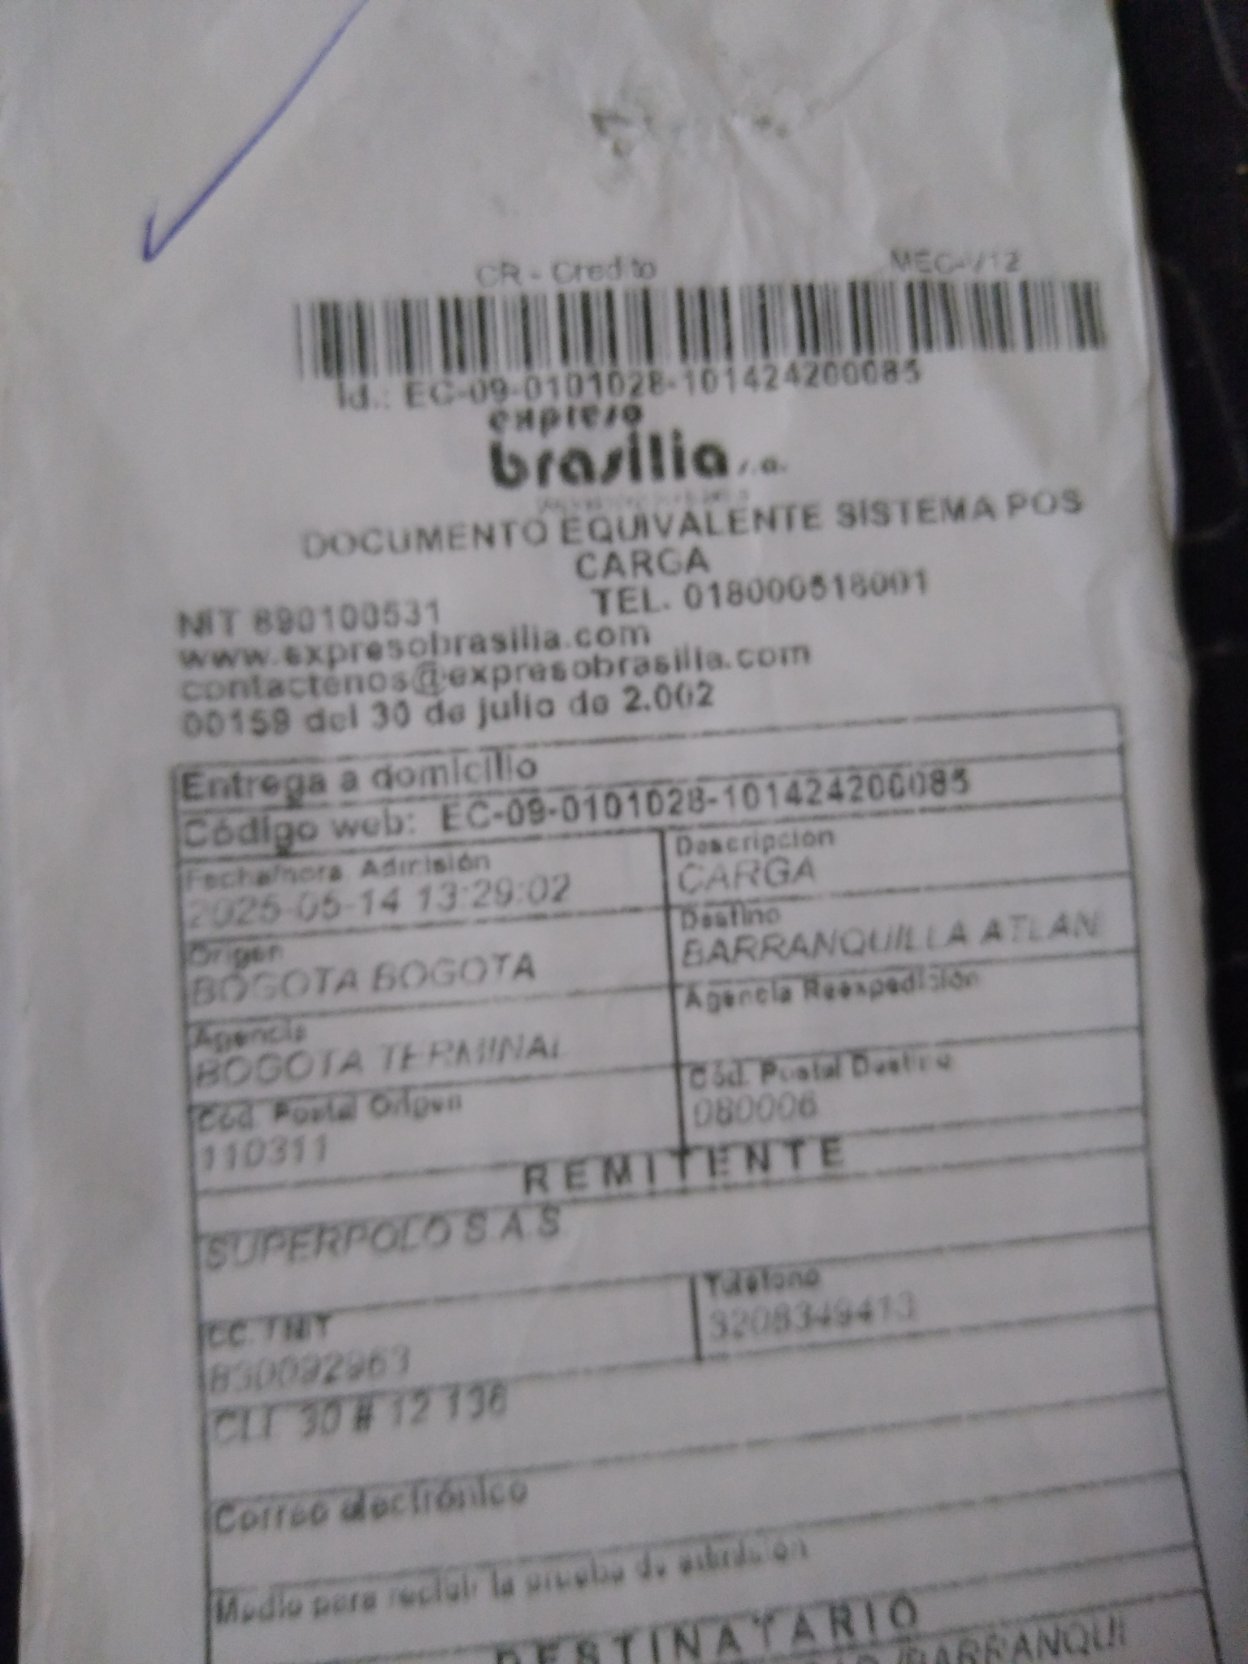 CR - Credito MEC-V12
Id.: EC-09-0101028-101424200085
expreso
brasilia s.a.
DOCUMENTO EQUIVALENTE SISTEMA POS
CARGA
NIT 890100531 TEL. 018000518001
www.expresobrasilia.com
contactenos@expresobrasilia.com
00159 del 30 de julio de 2.002
Entrega a domicilio
Código web: EC-09-0101028-101424200085
Fecha/hora Admisión Descripción
2025-05-14 13:29:02 CARGA
Origen Destino
BOGOTA BOGOTA BARRANQUILLA ATLAN
Agencia Agencia Reexpedición
BOGOTA TERMINAL
Cód. Postal Origen Cód. Postal Destino
110311 080006
REMITENTE
SUPERPOLO S.A.S
CC / NIT Teléfono
830092963 3208349413
CLL 30 # 12 136
Correo electrónico
Medio para recibir la prueba de admisión
DESTINATARIO
/BARRANQUI